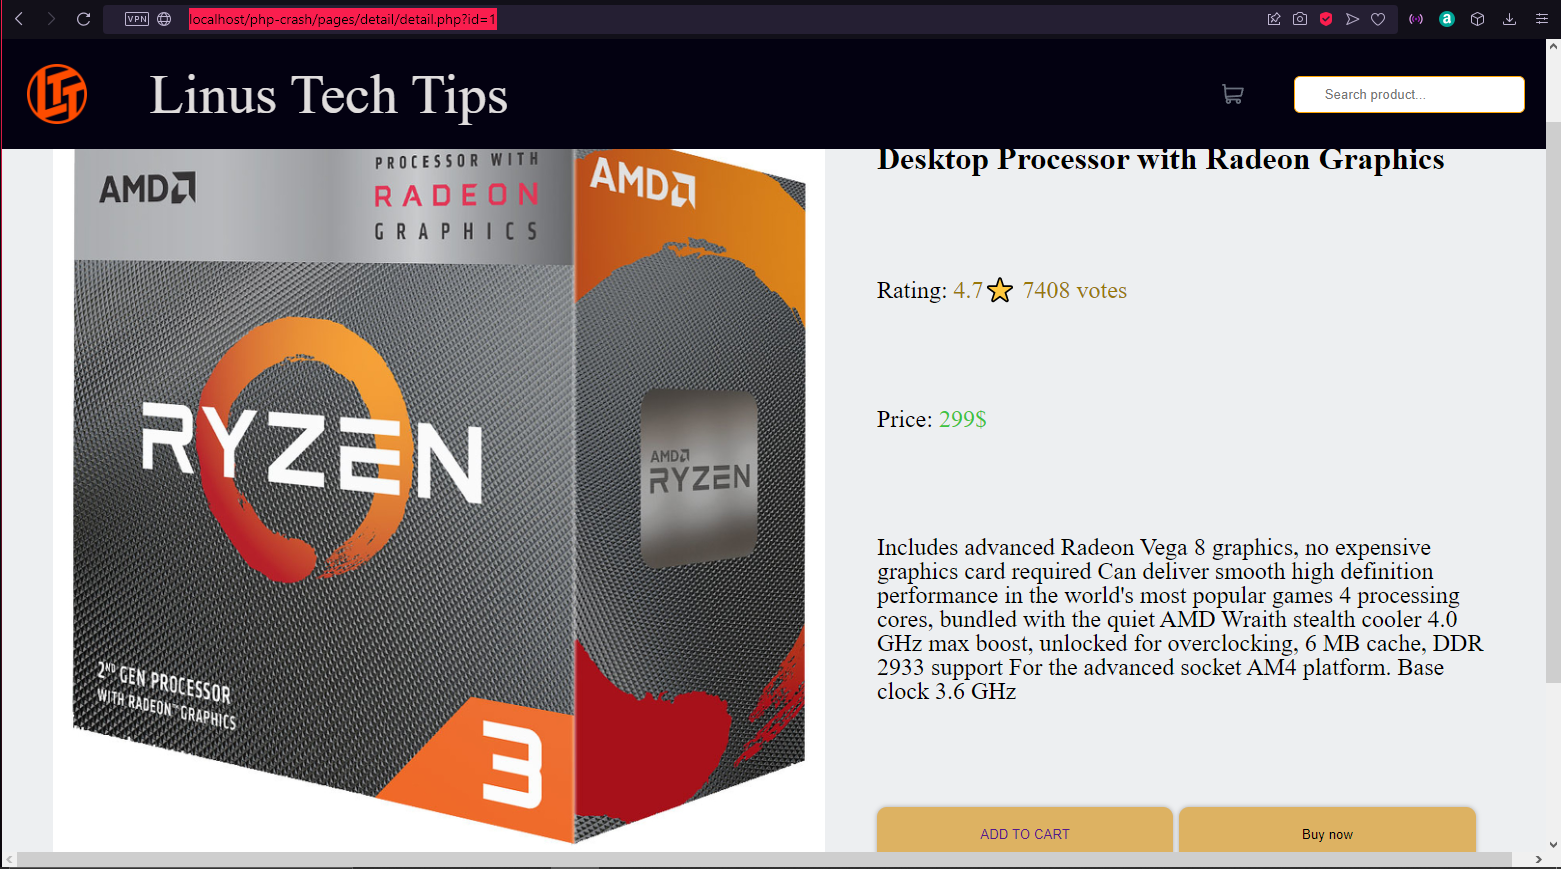 VPN
localhost/php-crash/pages/detail/detail.php?id=1
a
LTT
Linus Tech Tips
Search product...
Desktop Processor with Radeon Graphics
AMD
PROCESSOR WITH
RADEON
GRAPHICS
AMD
RYZEN
AMD
RYZEN
2ND GEN PROCESSOR
WITH RADEON™ GRAPHICS
3
Rating: 4.7 7408 votes
Price: 299$
Includes advanced Radeon Vega 8 graphics, no expensive
graphics card required Can deliver smooth high definition
performance in the world's most popular games 4 processing
cores, bundled with the quiet AMD Wraith stealth cooler 4.0
GHz max boost, unlocked for overclocking, 6 MB cache, DDR
2933 support For the advanced socket AM4 platform. Base
clock 3.6 GHz
ADD TO CART
Buy now